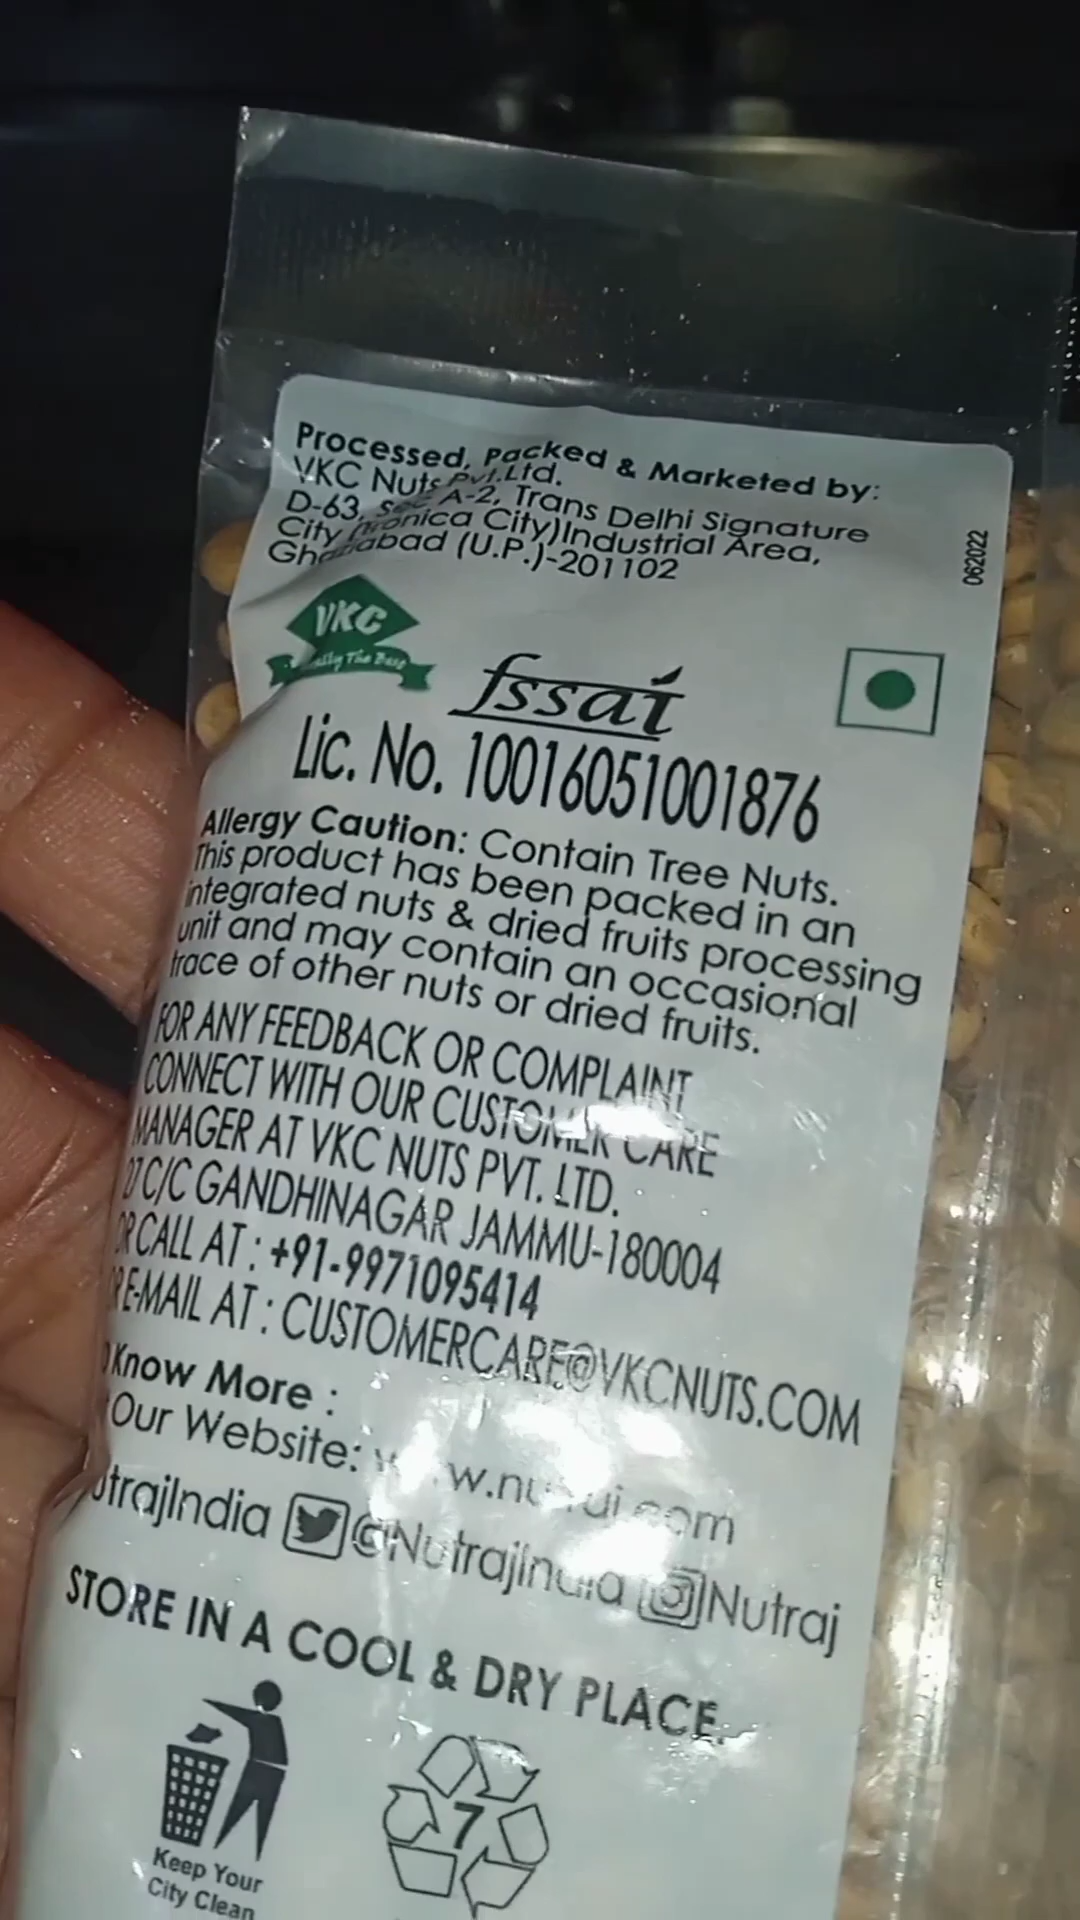 Processed, Packed & Marketed by:
VKC Nuts Pvt.Ltd.
D-63, sec A-2, Trans Delhi Signature
City City)Industrial Area,
(U.P.)-201102
062022
VKC
The Best
fssai
Lic. No. 10016051001876
Allergy Caution: Contain Tree Nuts.
This product has been packed in an
integrated nuts & dried fruits processing
unit and may contain an occasional
trace of other nuts or dried fruits.
FOR ANY FEEDBACK OR COMPLAINT
CONNECT WITH OUR CUSTOMER CARE
MANAGER AT VKC NUTS PVT. LTD.
27 C/C GANDHINAGAR JAMMU-180004
OR CALL AT : +91-9971095414
OR E-MAIL AT : CUSTOMERCARE@VKCNUTS.COM
Know More :
Our Website:
@NutrajIndia Nutraj
STORE IN A COOL & DRY PLACE.
7
Keep Your
City Clean